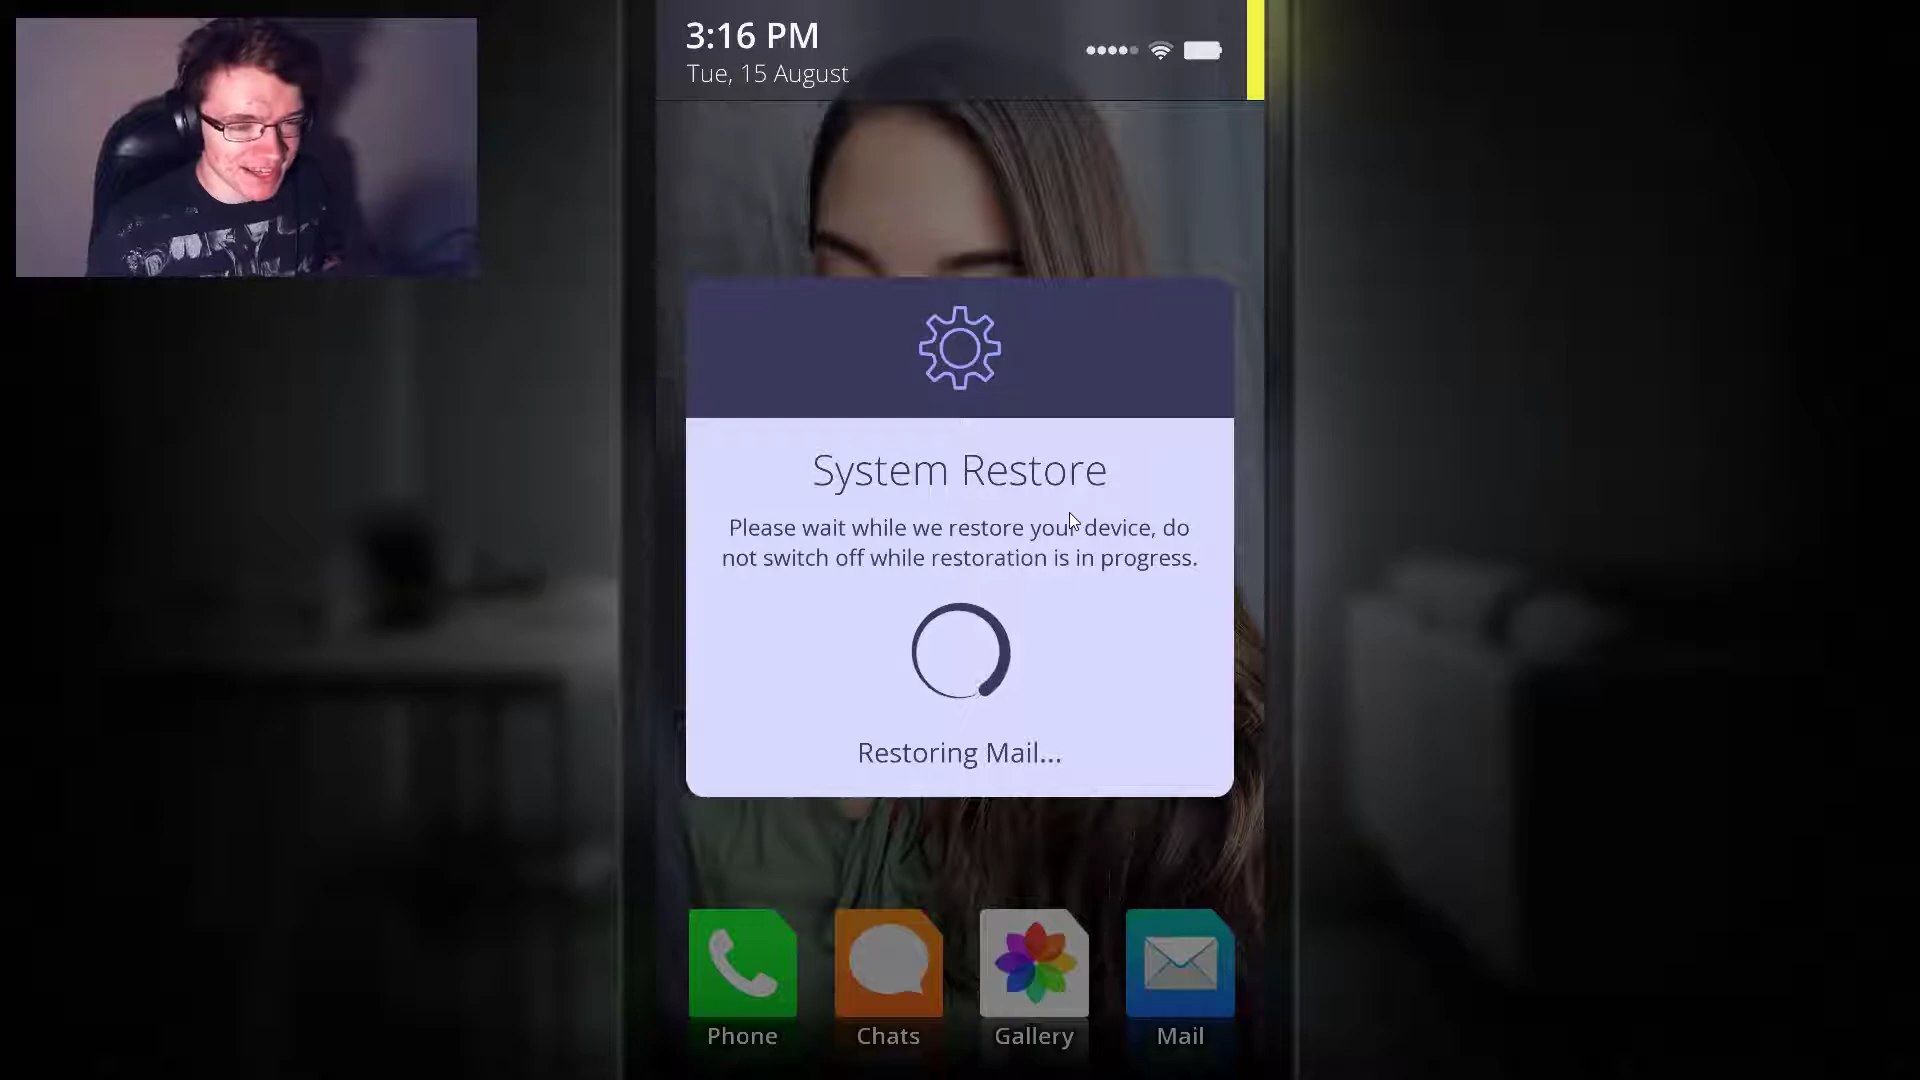 3:16 PM
Tue, 15 August
System Restore
Please wait while we restore your device, do
not switch off while restoration is in progress.
Restoring Mail...
Phone
Chats
Gallery
Mail